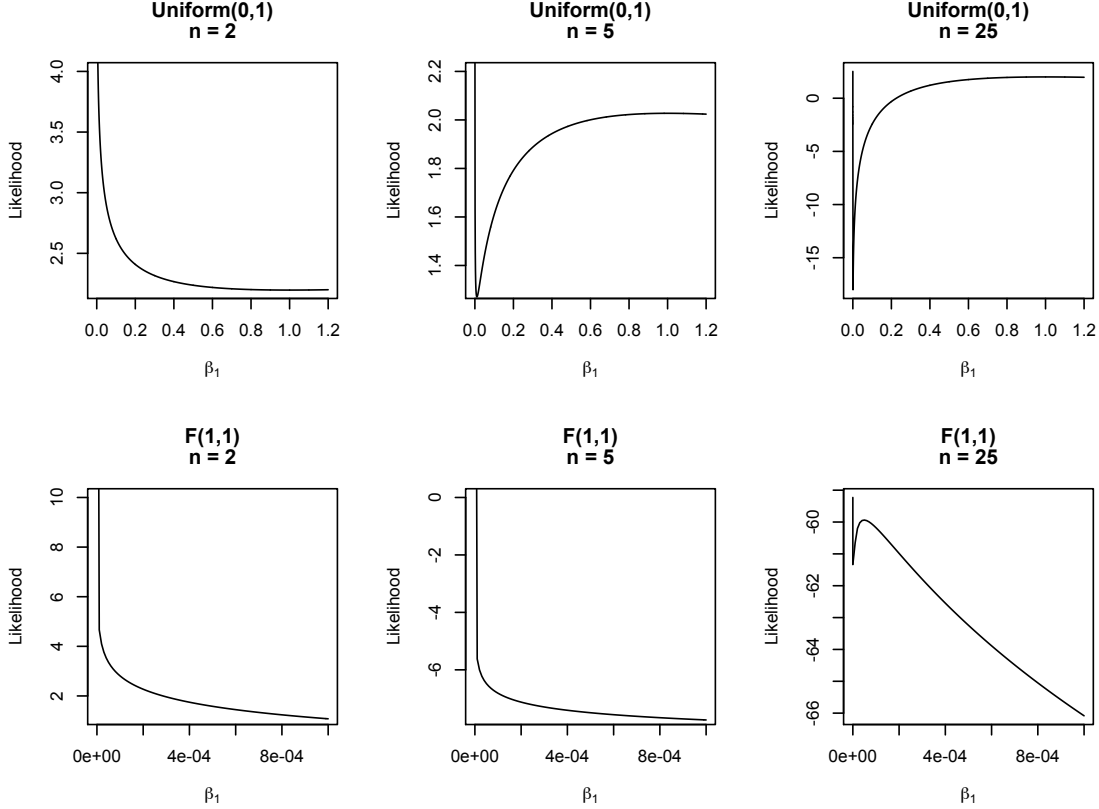 Uniform(0,1)
n = 2
Likelihood
4.0
3.5
3.0
2.5
0.0 0.2 0.4 0.6 0.8 1.0 1.2
β1
Uniform(0,1)
n = 5
Likelihood
2.2
2.0
1.8
1.6
1.4
0.0 0.2 0.4 0.6 0.8 1.0 1.2
β1
Uniform(0,1)
n = 25
Likelihood
0
-5
-10
-15
0.0 0.2 0.4 0.6 0.8 1.0 1.2
β1
F(1,1)
n = 2
Likelihood
10
8
6
4
2
0e+00 4e-04 8e-04
β1
F(1,1)
n = 5
Likelihood
0
-2
-4
-6
0e+00 4e-04 8e-04
β1
F(1,1)
n = 25
Likelihood
-60
-62
-64
-66
0e+00 4e-04 8e-04
β1